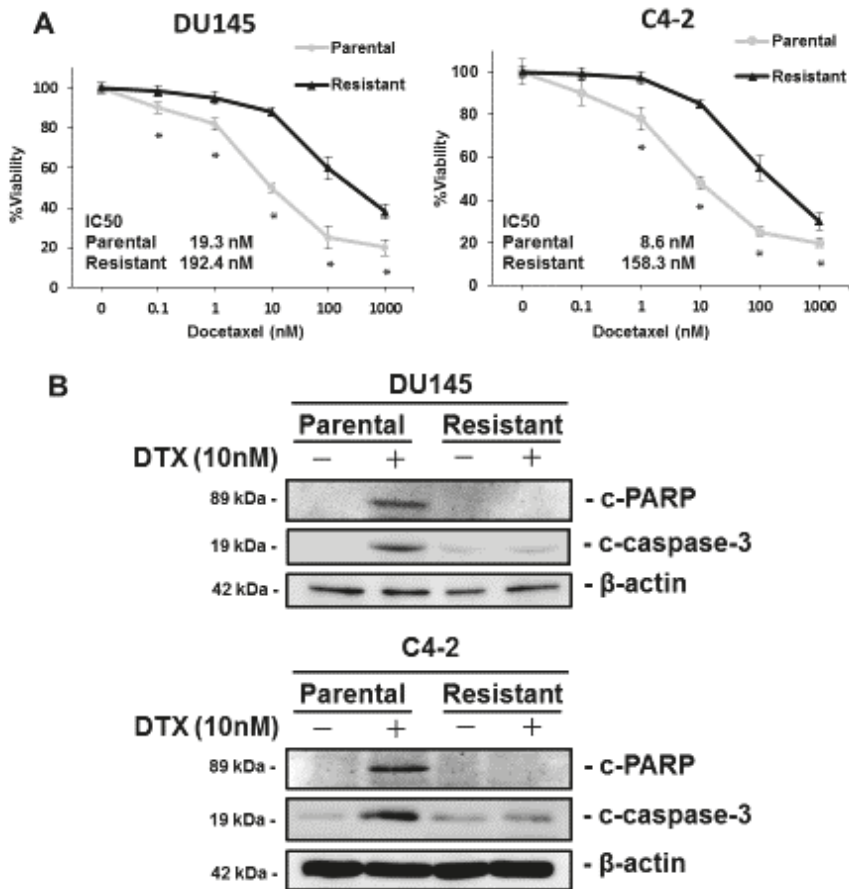 A
DU145
Parental
Resistant
%Viability
100
80
60
40
20
0
* * * * *
IC50
Parental 19.3 nM
Resistant 192.4 nM
0 0.1 1 10 100 1000
Docetaxel (nM)
C4-2
Parental
Resistant
%Viability
100
80
60
40
20
0
* * * *
IC50
Parental 8.6 nM
Resistant 158.3 nM
0 0.1 1 10 100 1000
Docetaxel (nM)
B
DU145
Parental Resistant
DTX (10nM) − + − +
89 kDa - - c-PARP
19 kDa - - c-caspase-3
42 kDa - - β-actin
C4-2
Parental Resistant
DTX (10nM) − + − +
89 kDa - - c-PARP
19 kDa - - c-caspase-3
42 kDa - - β-actin